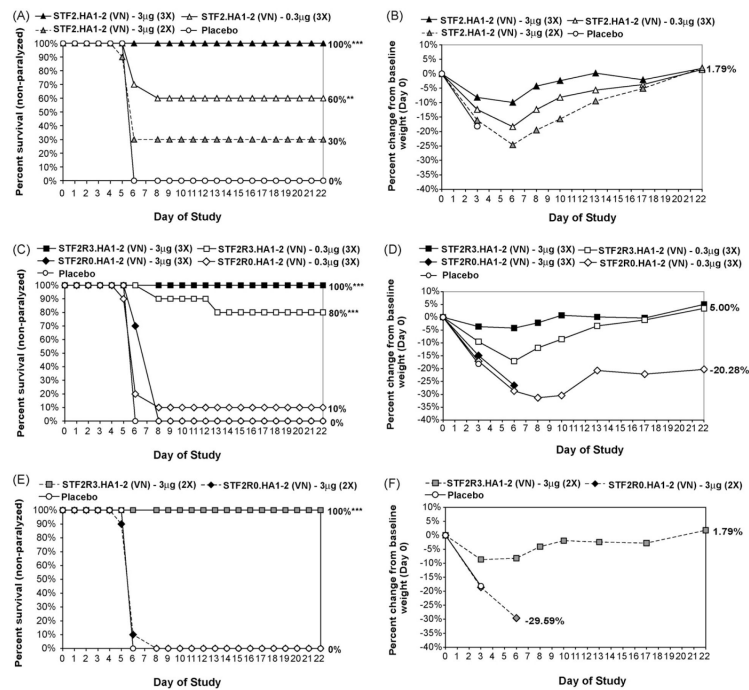 (A)
STF2.HA1-2 (VN) - 3µg (3X) STF2.HA1-2 (VN) - 0.3µg (3X)
STF2.HA1-2 (VN) - 3µg (2X) Placebo
Percent survival (non-paralyzed)
100%
90%
80%
70%
60%
50%
40%
30%
20%
10%
0%
100%***
60%**
30%
0%
0 1 2 3 4 5 6 7 8 9 10 11 12 13 14 15 16 17 18 19 20 21 22
Day of Study
(B)
STF2.HA1-2 (VN) - 3µg (3X) STF2.HA1-2 (VN) - 0.3µg (3X)
STF2.HA1-2 (VN) - 3µg (2X) Placebo
Percent change from baseline
weight (Day 0)
10%
5%
0%
-5%
-10%
-15%
-20%
-25%
-30%
-35%
-40%
1.79%
0 1 2 3 4 5 6 7 8 9 10 11 12 13 14 15 16 17 18 19 20 21 22
Day of Study
(C)
STF2R3.HA1-2 (VN) - 3µg (3X) STF2R3.HA1-2 (VN) - 0.3µg (3X)
STF2R0.HA1-2 (VN) - 3µg (3X) STF2R0.HA1-2 (VN) - 0.3µg (3X)
Placebo
Percent survival (non-paralyzed)
100%
90%
80%
70%
60%
50%
40%
30%
20%
10%
0%
100%***
80%***
10%
0%
0 1 2 3 4 5 6 7 8 9 10 11 12 13 14 15 16 17 18 19 20 21 22
Day of Study
(D)
STF2R3.HA1-2 (VN) - 3µg (3X) STF2R3.HA1-2 (VN) - 0.3µg (3X)
STF2R0.HA1-2 (VN) - 3µg (3X) STF2R0.HA1-2 (VN) - 0.3µg (3X)
Placebo
Percent change from baseline
weight (Day 0)
10%
5%
0%
-5%
-10%
-15%
-20%
-25%
-30%
-35%
-40%
5.00%
-20.28%
0 1 2 3 4 5 6 7 8 9 10 11 12 13 14 15 16 17 18 19 20 21 22
Day of Study
(E)
STF2R3.HA1-2 (VN) - 3µg (2X) STF2R0.HA1-2 (VN) - 3µg (2X)
Placebo
Percent survival (non-paralyzed)
100%
90%
80%
70%
60%
50%
40%
30%
20%
10%
0%
100%***
0%
0 1 2 3 4 5 6 7 8 9 10 11 12 13 14 15 16 17 18 19 20 21 22
Day of Study
(F)
STF2R3.HA1-2 (VN) - 3µg (2X) STF2R0.HA1-2 (VN) - 3µg (2X)
Placebo
Percent change from baseline
weight (Day 0)
10%
5%
0%
-5%
-10%
-15%
-20%
-25%
-30%
-35%
-40%
1.79%
-29.59%
0 1 2 3 4 5 6 7 8 9 10 11 12 13 14 15 16 17 18 19 20 21 22
Day of Study